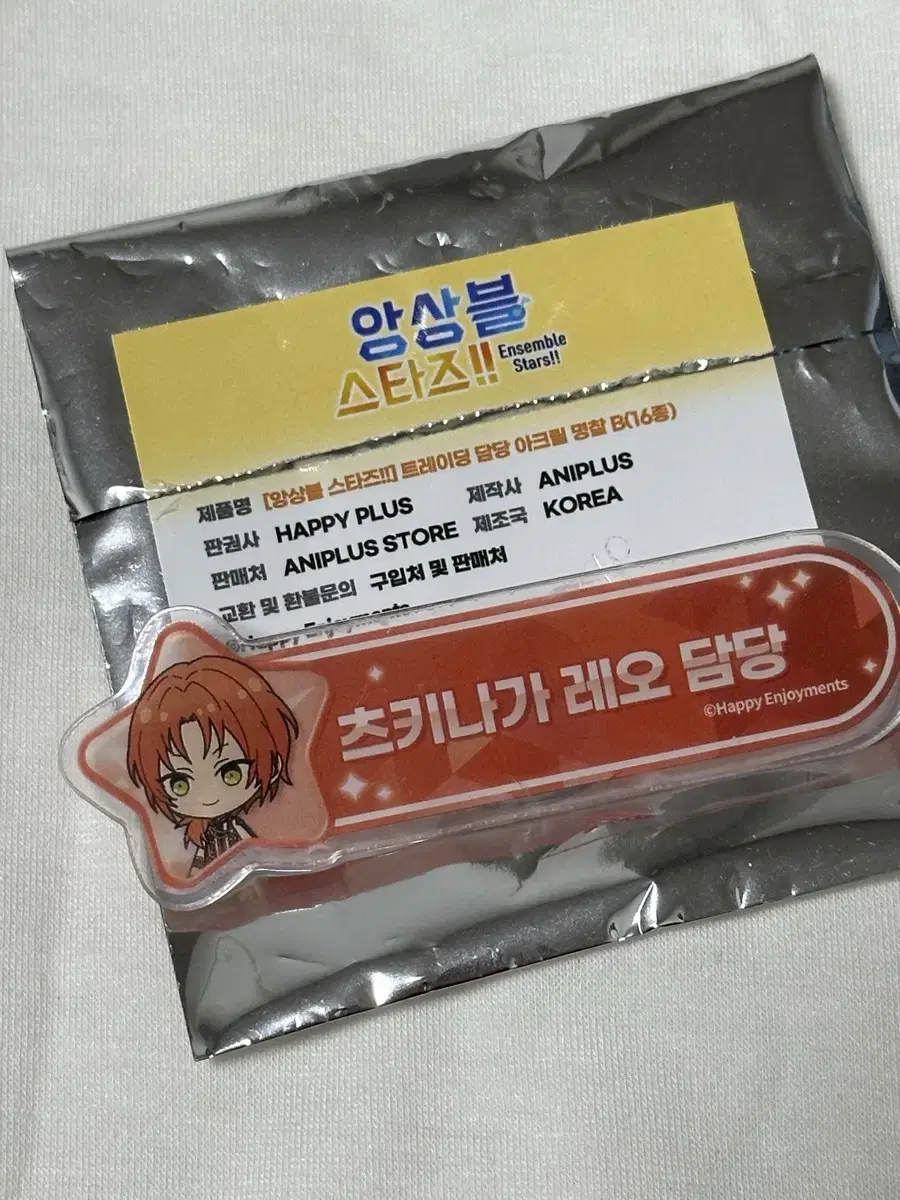 앙상블
스타즈!!
Ensemble
Stars!!
제품명 [앙상블 스타즈!!] 트레이딩 담당 아크릴 명찰 B(16종)
판권사 HAPPY PLUS 제작사 ANIPLUS
판매처 ANIPLUS STORE 제조국 KOREA
교환 및 환불문의 구입처 및 판매처
©Happy Enjoyments
츠키나가 레오 담당
©Happy Enjoyments